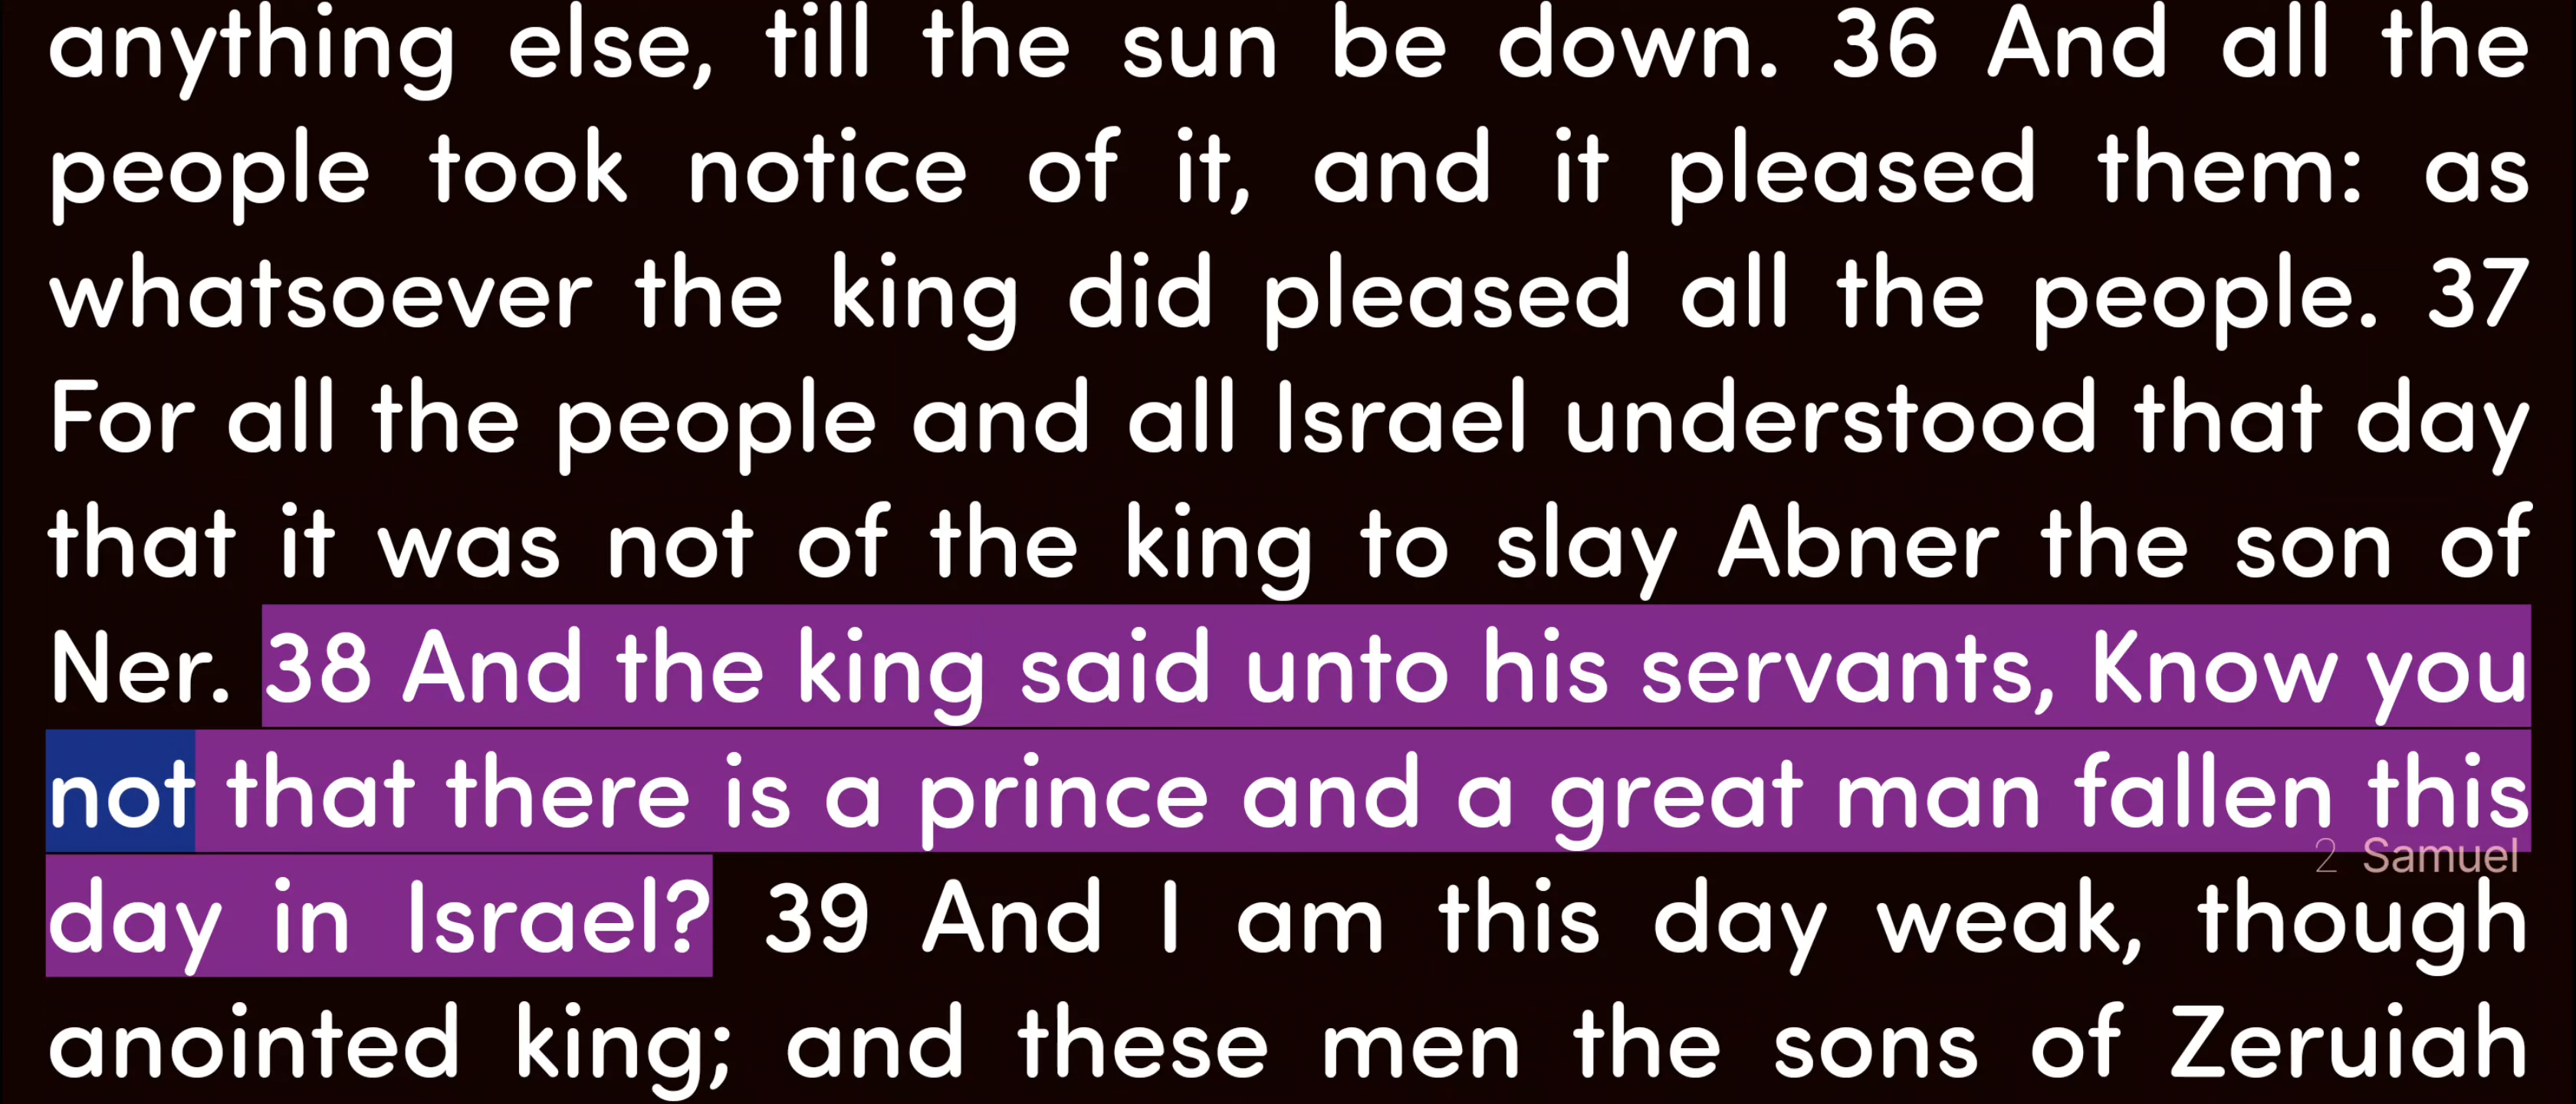 anything else, till the sun be down. 36 And all the
people took notice of it, and it pleased them: as
whatsoever the king did pleased all the people. 37
For all the people and all Israel understood that day
that it was not of the king to slay Abner the son of
Ner. 38 And the king said unto his servants, Know you
not that there is a prince and a great man fallen this
2 Samuel
day in Israel? 39 And I am this day weak, though
anointed king; and these men the sons of Zeruiah